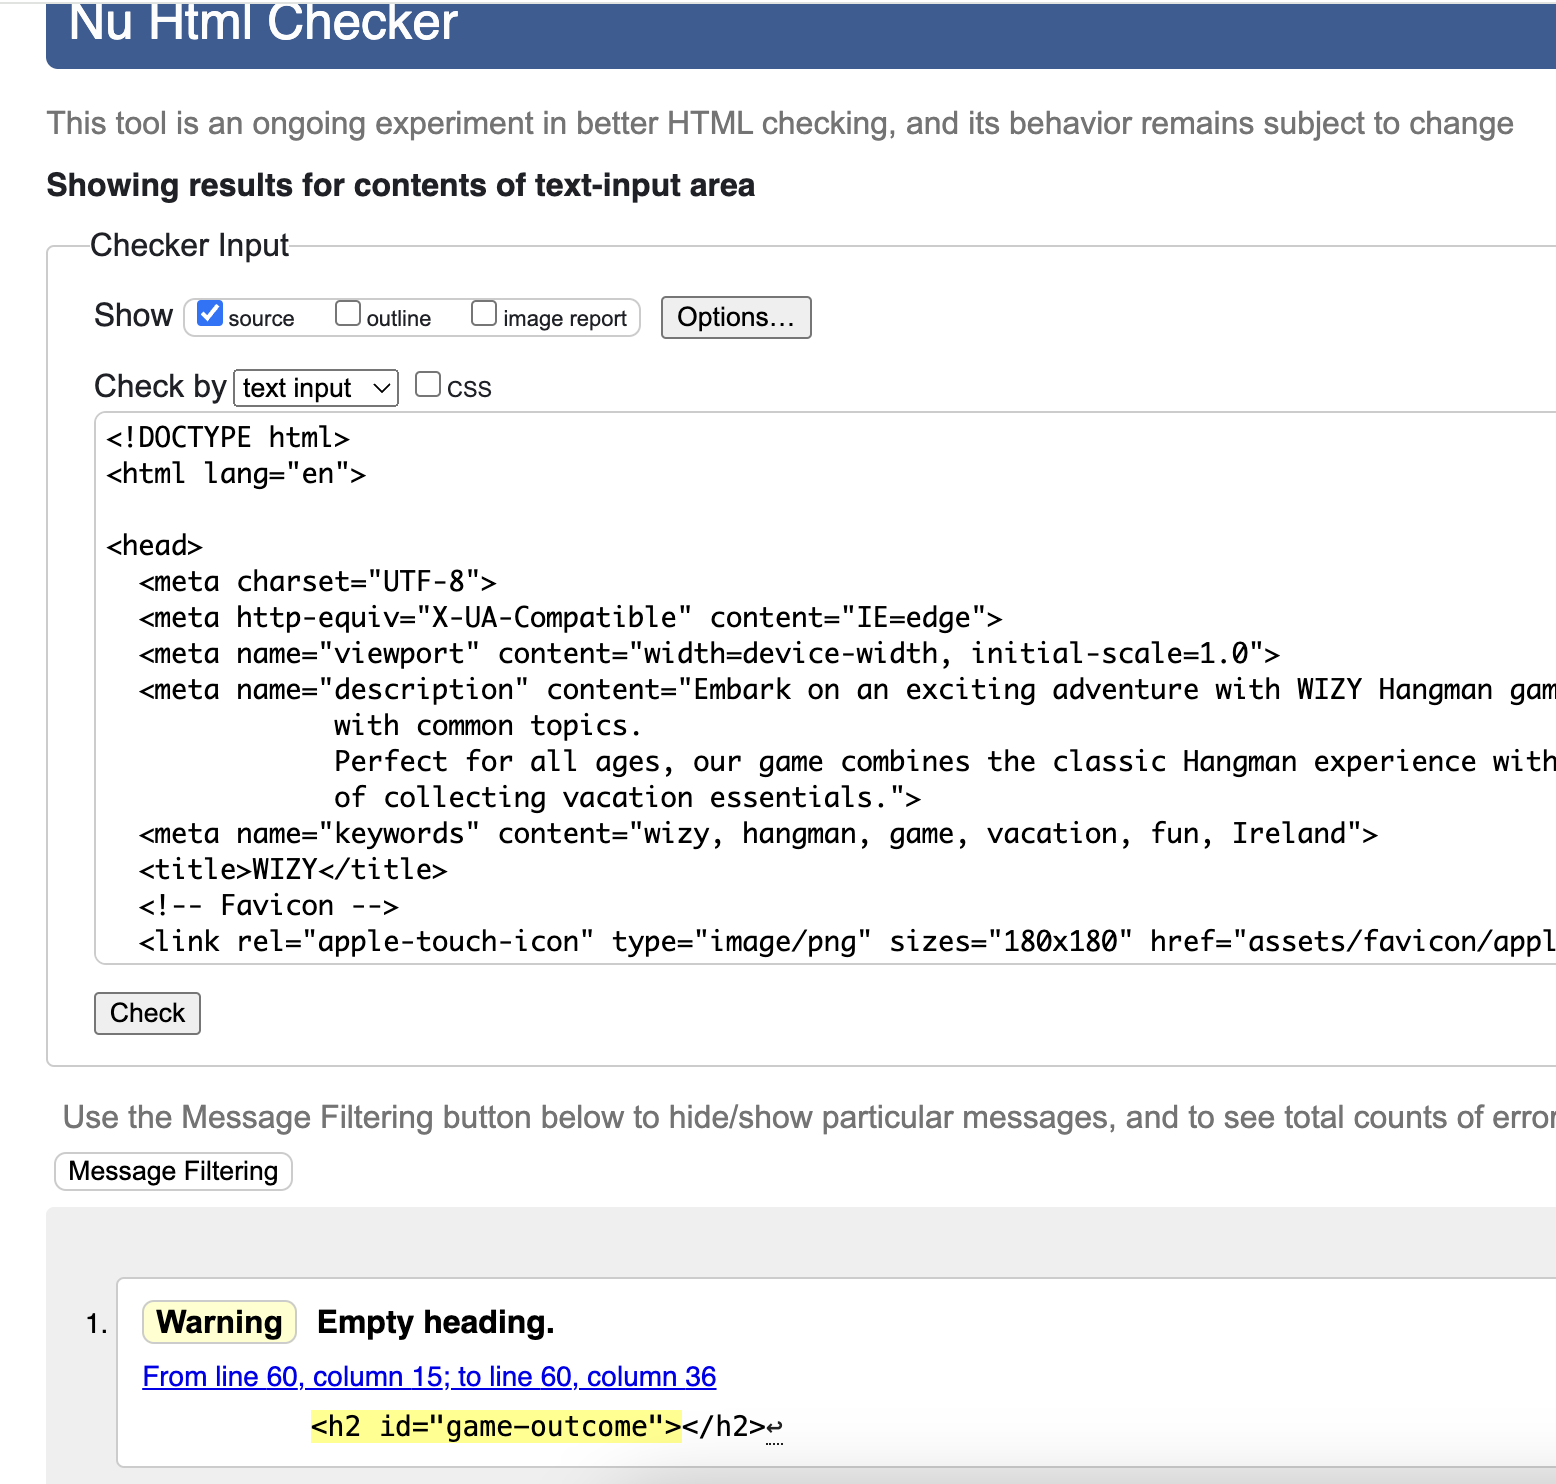 Nu Html Checker
This tool is an ongoing experiment in better HTML checking, and its behavior remains subject to change
Showing results for contents of text-input area
Checker Input
Show source outline image report Options...
Check by text input CSS
<!DOCTYPE html>
<html lang="en">
<head>
<meta charset="UTF-8">
<meta http-equiv="X-UA-Compatible" content="IE=edge">
<meta name="viewport" content="width=device-width, initial-scale=1.0">
<meta name="description" content="Embark on an exciting adventure with WIZY Hangman gam
with common topics.
Perfect for all ages, our game combines the classic Hangman experience with
of collecting vacation essentials.">
<meta name="keywords" content="wizy, hangman, game, vacation, fun, Ireland">
<title>WIZY</title>
<!-- Favicon -->
<link rel="apple-touch-icon" type="image/png" sizes="180x180" href="assets/favicon/appl
Check
Use the Message Filtering button below to hide/show particular messages, and to see total counts of error
Message Filtering
1. Warning Empty heading.
From line 60, column 15; to line 60, column 36
<h2 id="game-outcome"></h2>↩